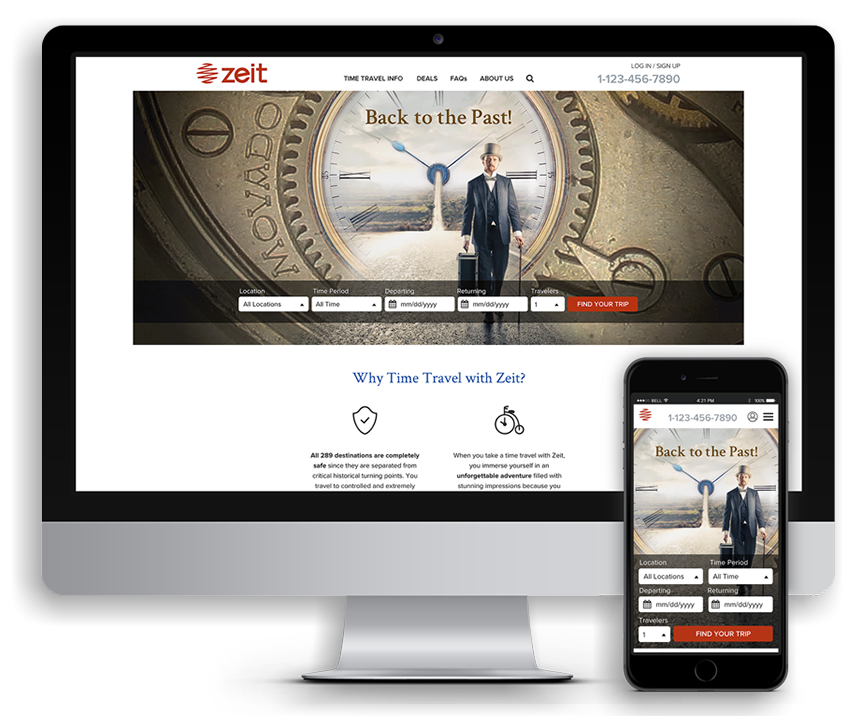 zeit
TIME TRAVEL INFO DEALS FAQs ABOUT US
LOG IN / SIGN UP
1-123-456-7890
MOVADO
Back to the Past!
Location Time Period Departing Returning Travelers
All Locations All Time mm/dd/yyyy mm/dd/yyyy 1 FIND YOUR TRIP
Why Time Travel with Zeit?
All 289 destinations are completely
safe since they are separated from
critical historical turning points. You
travel to controlled and extremely
When you take a time travel with Zeit,
you immerse yourself in an
unforgettable adventure filled with
stunning impressions because you
BELL 4:21 PM 100%
1-123-456-7890
Back to the Past!
Location Time Period
All Locations All Time
Departing Returning
mm/dd/yyyy mm/dd/yyyy
Travelers
1 FIND YOUR TRIP